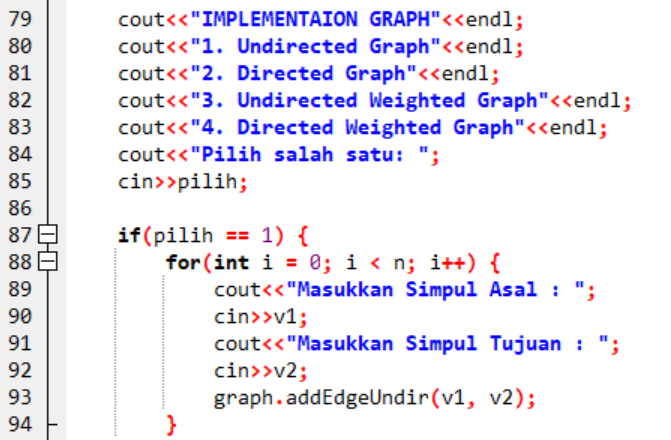 79 cout<<"IMPLEMENTAION GRAPH"<<endl;
80 cout<<"1. Undirected Graph"<<endl;
81 cout<<"2. Directed Graph"<<endl;
82 cout<<"3. Undirected Weighted Graph"<<endl;
83 cout<<"4. Directed Weighted Graph"<<endl;
84 cout<<"Pilih salah satu: ";
85 cin>>pilih;
86
87 if(pilih == 1) {
88 for(int i = 0; i < n; i++) {
89 cout<<"Masukkan Simpul Asal : ";
90 cin>>v1;
91 cout<<"Masukkan Simpul Tujuan : ";
92 cin>>v2;
93 graph.addEdgeUndir(v1, v2);
94 }